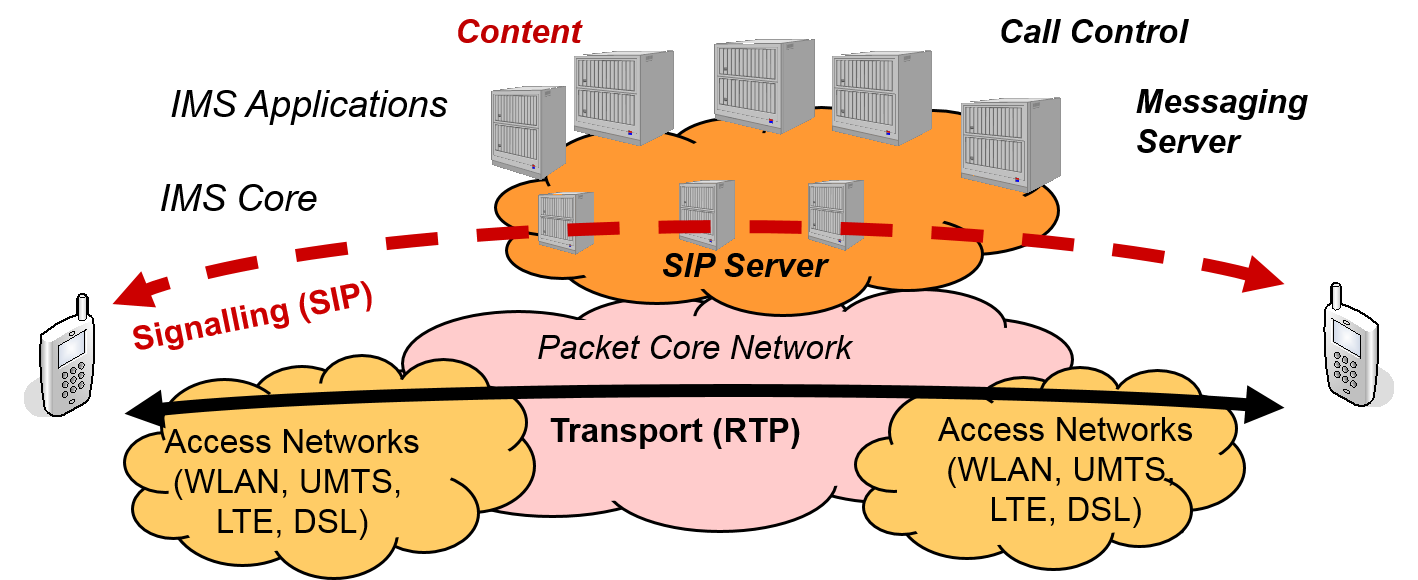 Content
Call Control
IMS Applications
Messaging
Server
IMS Core
SIP Server
Signalling (SIP)
Packet Core Network
Transport (RTP)
Access Networks
(WLAN, UMTS,
LTE, DSL)
Access Networks
(WLAN, UMTS,
LTE, DSL)